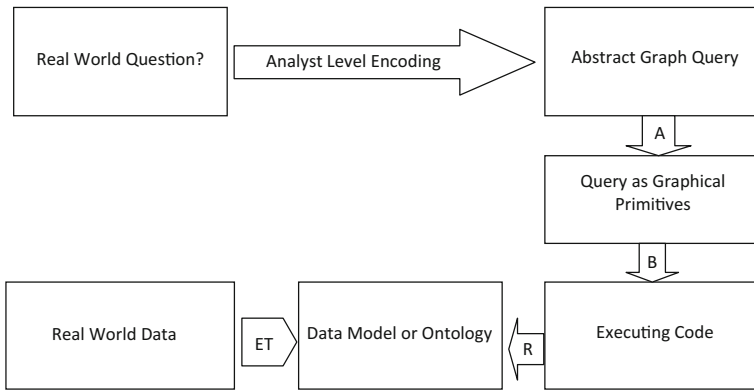 Real World Question?
Analyst Level Encoding
Abstract Graph Query
A
Query as Graphical
Primitives
B
Real World Data
ET
Data Model or Ontology
R
Executing Code